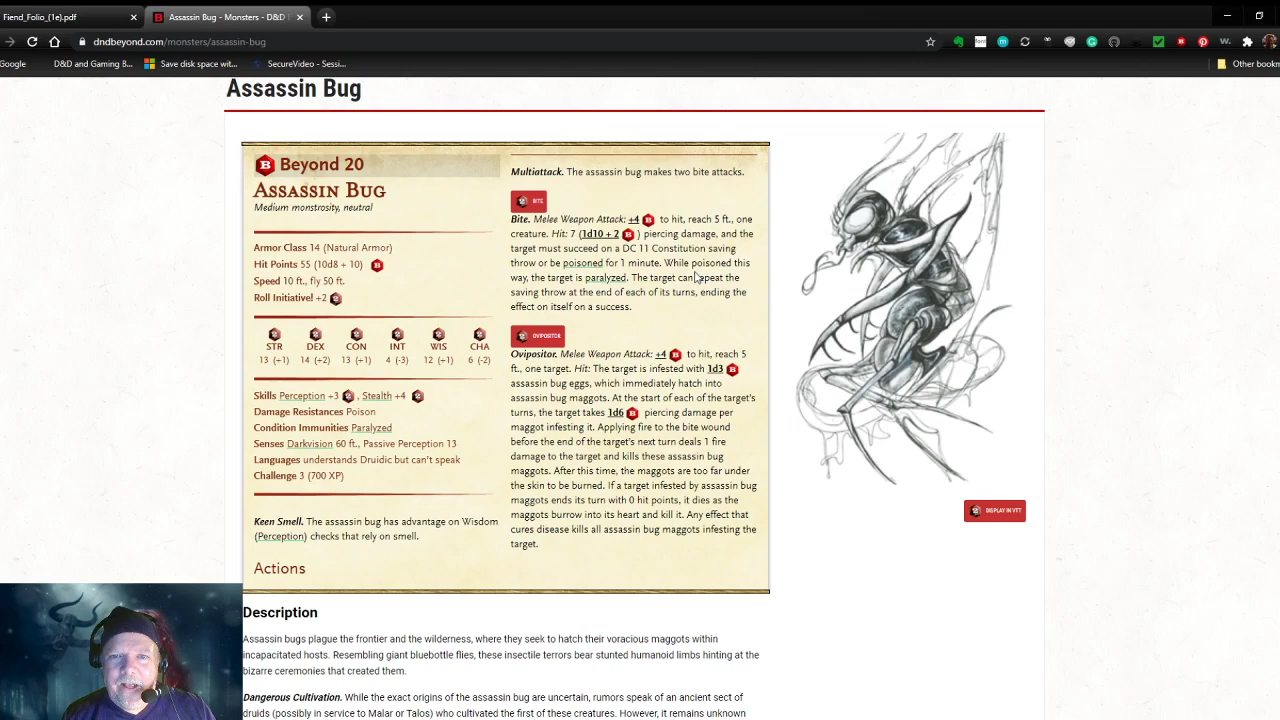 Fiend_Folio_(1e).pdf
Assassin Bug - Monsters - D&D B
dndbeyond.com/monsters/assassin-bug
Google
D&D and Gaming B...
Save disk space wit...
SecureVideo - Sessi...
Other bookm
Assassin Bug
Beyond 20
Assassin Bug
Medium monstrosity, neutral
Armor Class 14 (Natural Armor)
Hit Points 55 (10d8 + 10)
Speed 10 ft., fly 50 ft.
Roll Initiative! +2
STR DEX CON INT WIS CHA
13 (+1) 14 (+2) 13 (+1) 4 (-3) 12 (+1) 6 (-2)
Skills Perception +3 , Stealth +4
Damage Resistances Poison
Condition Immunities Paralyzed
Senses Darkvision 60 ft., Passive Perception 13
Languages understands Druidic but can't speak
Challenge 3 (700 XP)
Keen Smell. The assassin bug has advantage on Wisdom
(Perception) checks that rely on smell.
Actions
Multiattack. The assassin bug makes two bite attacks.
BITE
Bite. Melee Weapon Attack: +4 to hit, reach 5 ft., one
creature. Hit: 7 (1d10 + 2 ) piercing damage, and the
target must succeed on a DC 11 Constitution saving
throw or be poisoned for 1 minute. While poisoned this
way, the target is paralyzed. The target can repeat the
saving throw at the end of each of its turns, ending the
effect on itself on a success.
OVIPOSITOR
Ovipositor. Melee Weapon Attack: +4 to hit, reach 5
ft., one target. Hit: The target is infested with 1d3
assassin bug eggs, which immediately hatch into
assassin bug maggots. At the start of each of the target's
turns, the target takes 1d6 piercing damage per
maggot infesting it. Applying fire to the bite wound
before the end of the target's next turn deals 1 fire
damage to the target and kills these assassin bug
maggots. After this time, the maggots are too far under
the skin to be burned. If a target infested by assassin bug
maggots ends its turn with 0 hit points, it dies as the
maggots burrow into its heart and kill it. Any effect that
cures disease kills all assassin bug maggots infesting the
target.
DISPLAY IN VTT
Description
Assassin bugs plague the frontier and the wilderness, where they seek to hatch their voracious maggots within
incapacitated hosts. Resembling giant bluebottle flies, these insectile terrors bear stunted humanoid limbs hinting at the
bizarre ceremonies that created them.
Dangerous Cultivation. While the exact origins of the assassin bug are uncertain, rumors speak of an ancient sect of
druids (possibly in service to Malar or Talos) who cultivated the first of these creatures. However, it remains unknown